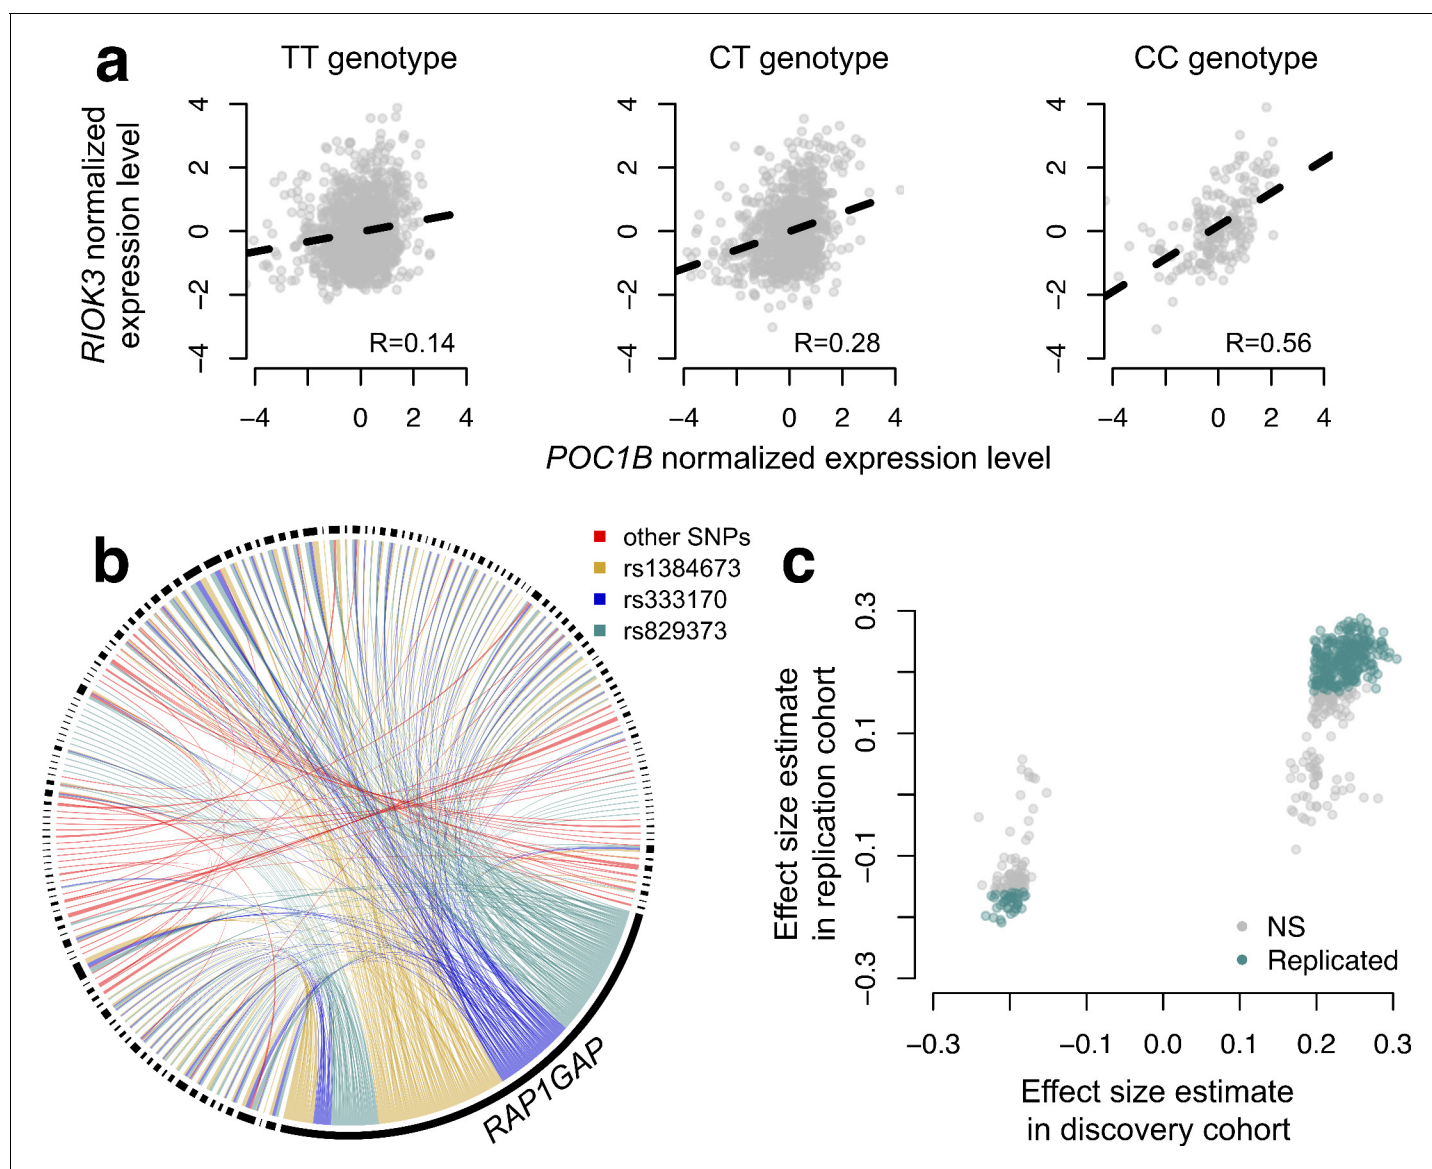 a
TT genotype
CT genotype
CC genotype
RIOK3 normalized
expression level
4
2
0
−2
−4
R=0.14
−4
0
2
4
4
2
0
−2
−4
R=0.28
−4
0
2
4
4
2
0
−2
−4
R=0.56
−4
0
2
4
POC1B normalized expression level
b
other SNPs
rs1384673
rs333170
rs829373
RAP1GAP
c
Effect size estimate
in replication cohort
0.3
0.1
−0.1
−0.3
NS
Replicated
−0.3
−0.1
0.0
0.1
0.2
0.3
Effect size estimate
in discovery cohort